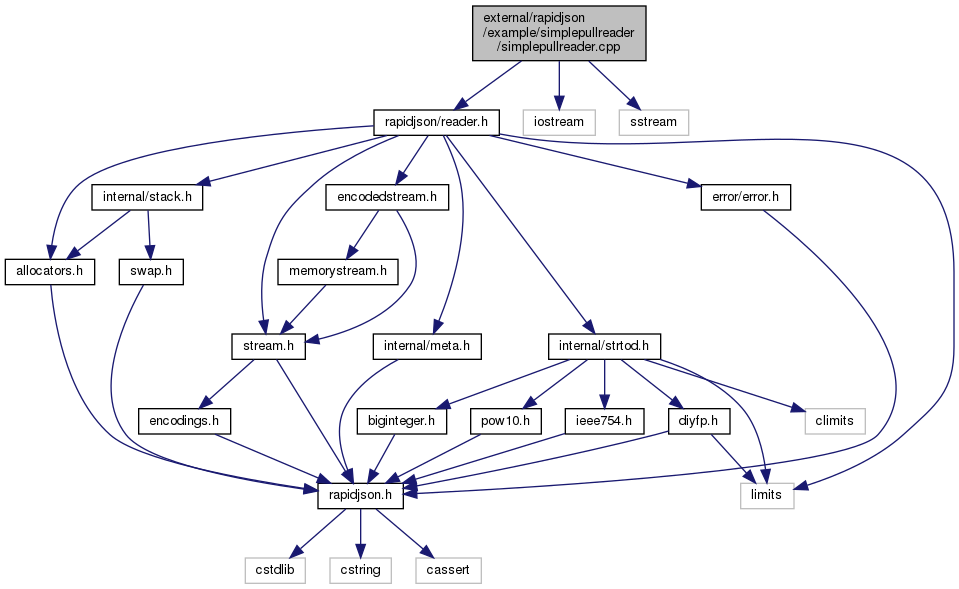 external/rapidjson
/example/simplepullreader
/simplepullreader.cpp
rapidjson/reader.h
iostream
sstream
internal/stack.h
encodedstream.h
error/error.h
allocators.h
swap.h
memorystream.h
stream.h
internal/meta.h
internal/strtod.h
encodings.h
biginteger.h
pow10.h
ieee754.h
diyfp.h
climits
rapidjson.h
limits
cstdlib
cstring
cassert